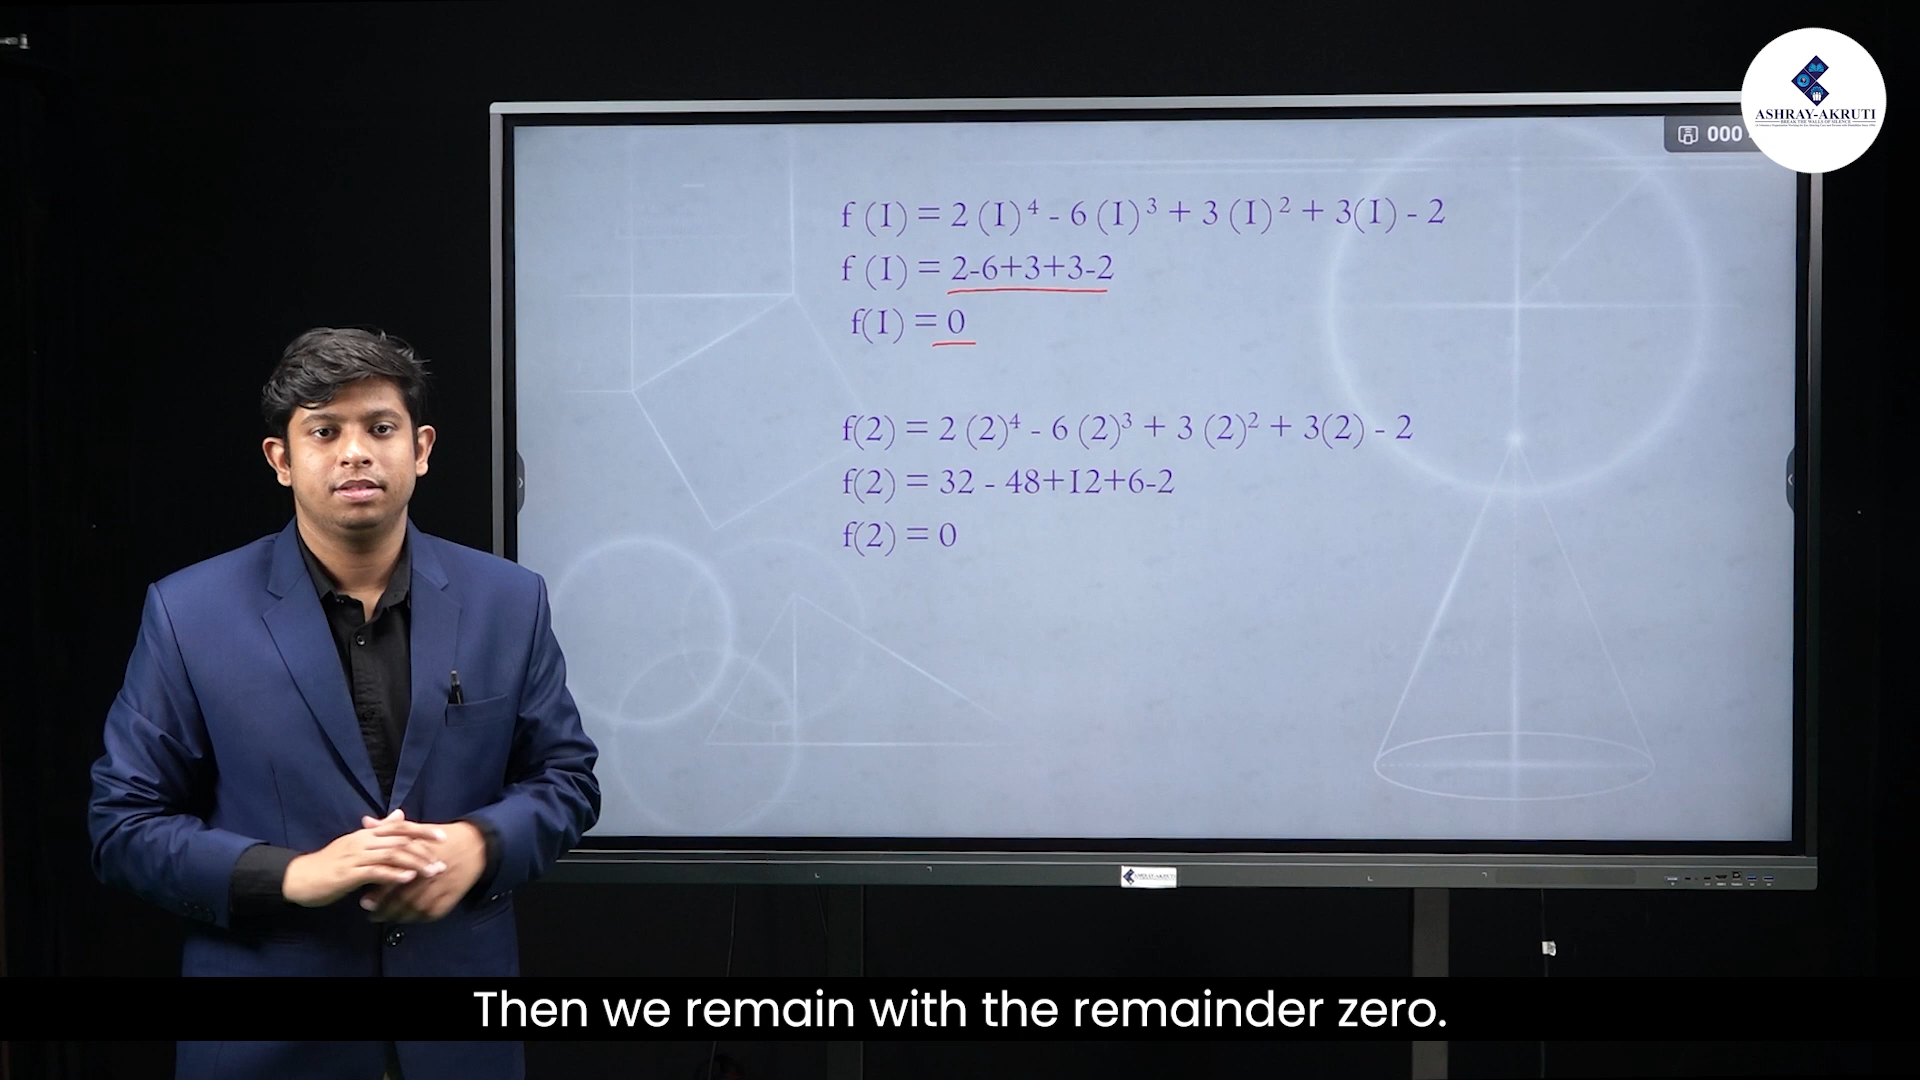 ASHRAY-AKRUTI
000
f (1) = 2 (1)⁴ - 6 (1)³ + 3 (1)² + 3(1) - 2
f (1) = 2-6+3+3-2
f(1) = 0
f(2) = 2 (2)⁴ - 6 (2)³ + 3 (2)² + 3(2) - 2
f(2) = 32 - 48+12+6-2
f(2) = 0
ASHRAY-AKRUTI
Then we remain with the remainder zero.